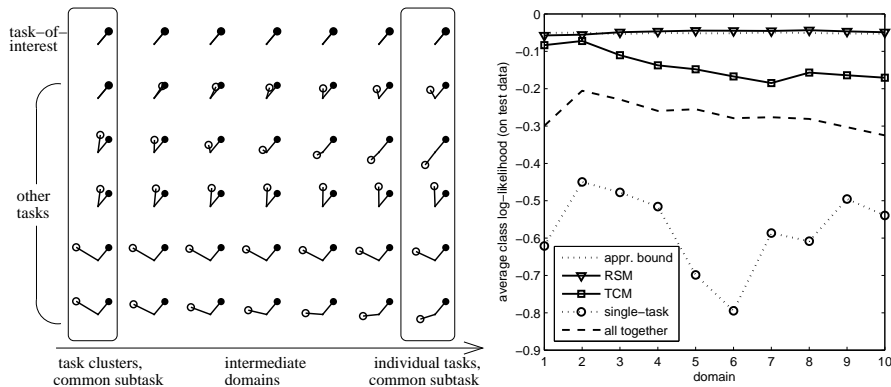 task−of−
interest
other
tasks
task clusters,
common subtask
intermediate
domains
individual tasks,
common subtask
average class log−likelihood (on test data)
0
−0.1
−0.2
−0.3
−0.4
−0.5
−0.6
−0.7
−0.8
−0.9
appr. bound
RSM
TCM
single−task
all together
1 2 3 4 5 6 7 8 9 10
domain